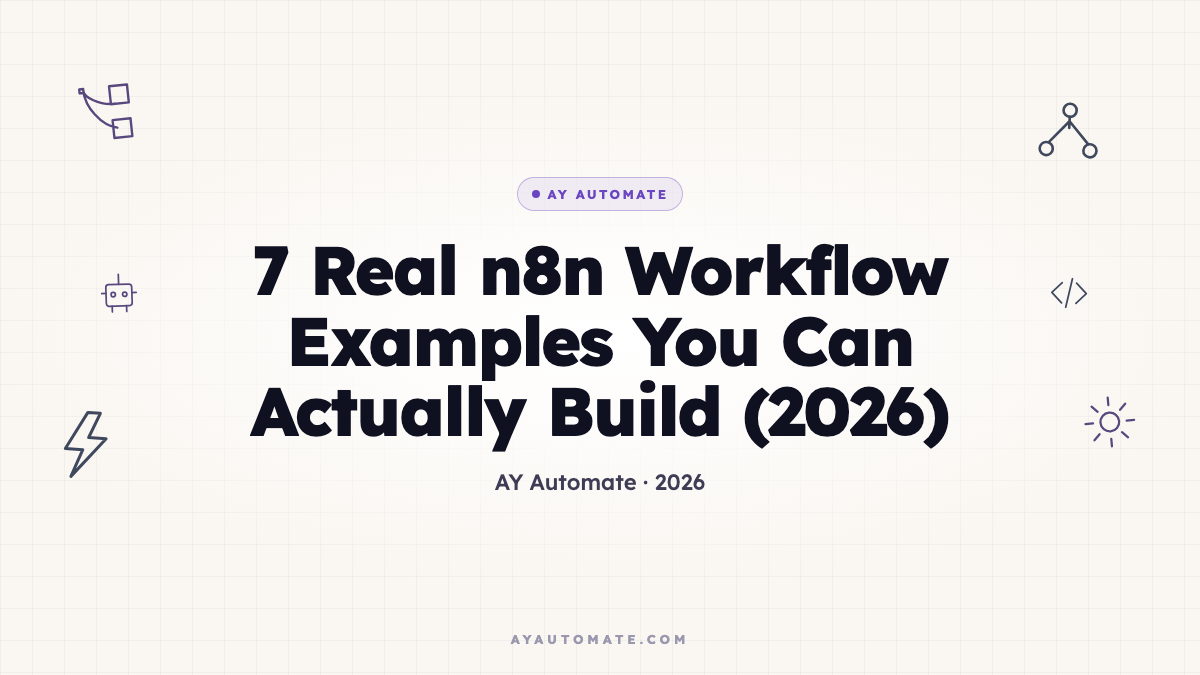 AY AUTOMATE
7 Real n8n Workflow
Examples You Can
Actually Build (2026)
AY Automate · 2026
AYAUTOMATE.COM